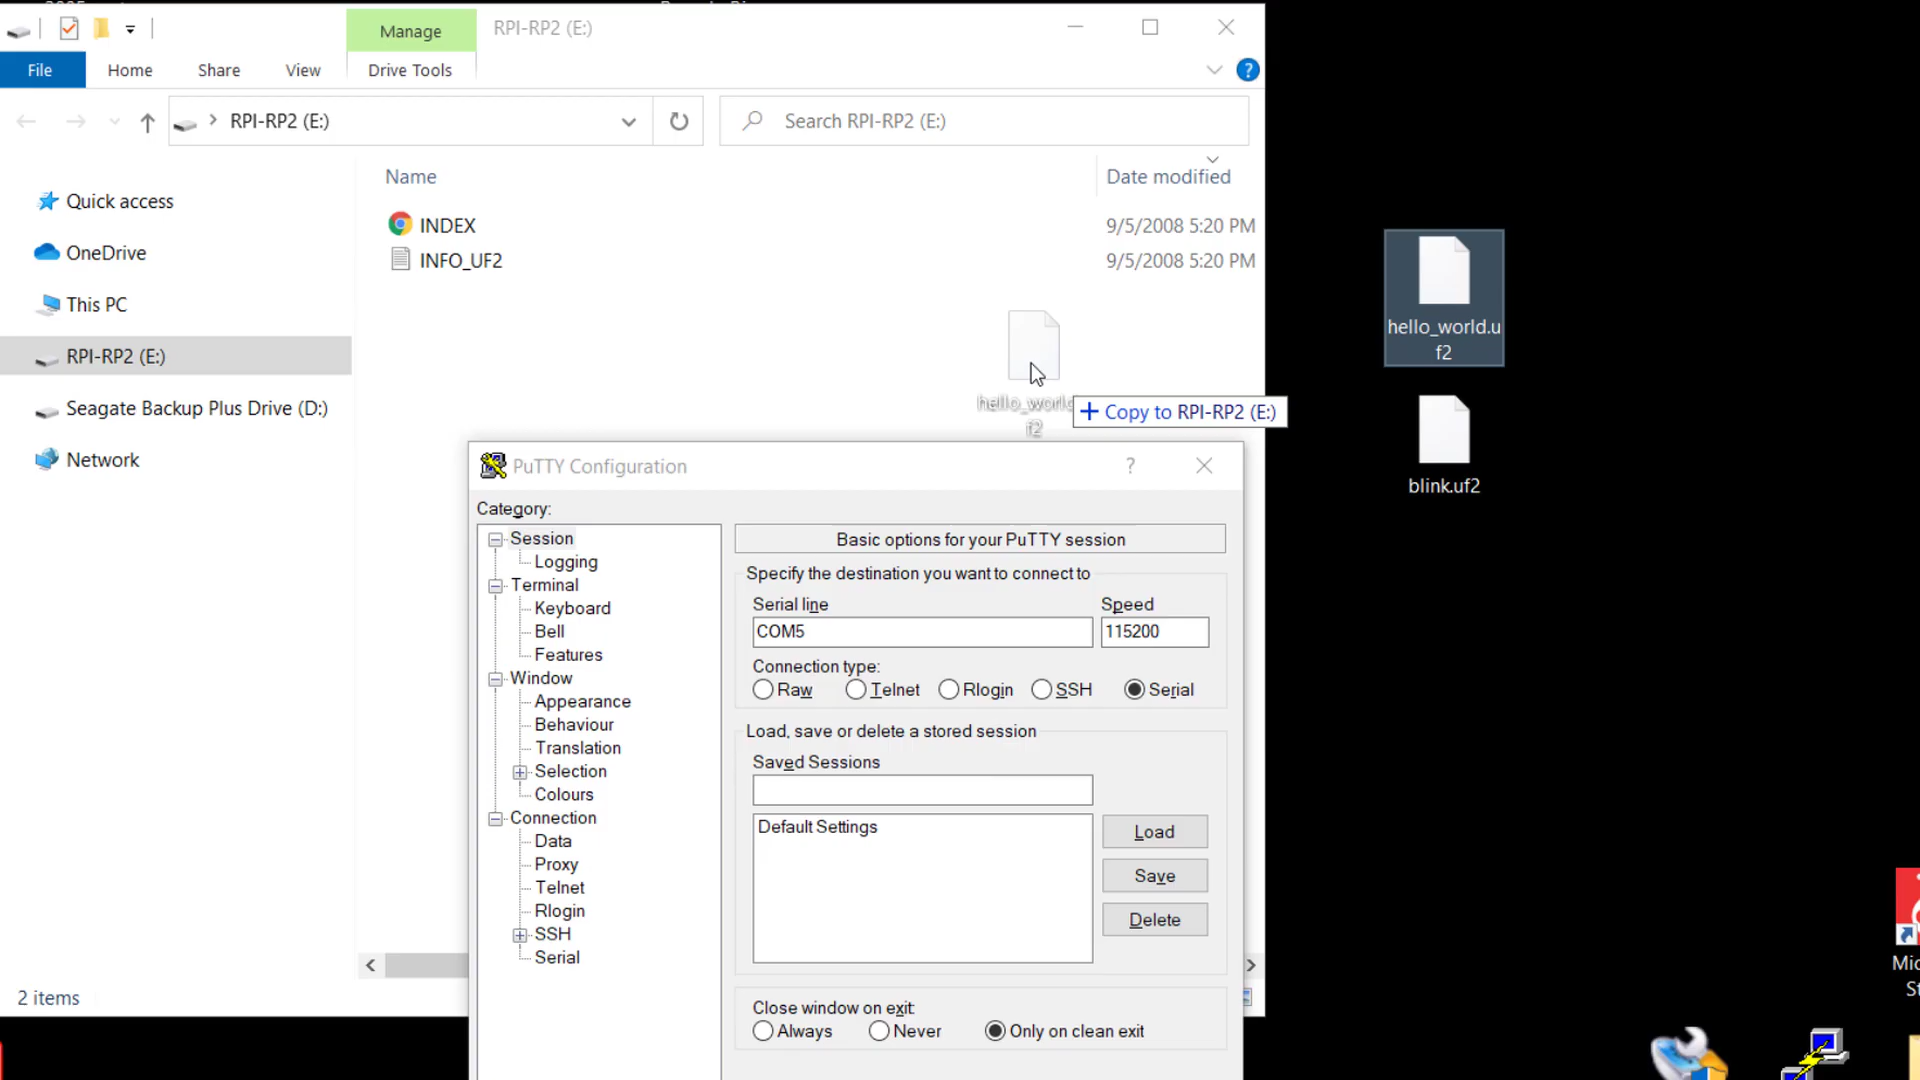 Manage
RPI-RP2 (E:)
File
Home
Share
View
Drive Tools
?
RPI-RP2 (E:)
Search RPI-RP2 (E:)
Name
Date modified
Quick access
OneDrive
This PC
RPI-RP2 (E:)
Seagate Backup Plus Drive (D:)
Network
INDEX
9/5/2008 5:20 PM
INFO_UF2
9/5/2008 5:20 PM
hello_world
f2
+ Copy to RPI-RP2 (E:)
hello_world.u
f2
blink.uf2
PuTTY Configuration
?
Category:
Session
Logging
Terminal
Keyboard
Bell
Features
Window
Appearance
Behaviour
Translation
Selection
Colours
Connection
Data
Proxy
Telnet
Rlogin
SSH
Serial
Basic options for your PuTTY session
Specify the destination you want to connect to
Serial line
Speed
COM5
115200
Connection type:
Raw
Telnet
Rlogin
SSH
Serial
Load, save or delete a stored session
Saved Sessions
Default Settings
Load
Save
Delete
Close window on exit:
Always
Never
Only on clean exit
2 items
Mic
St